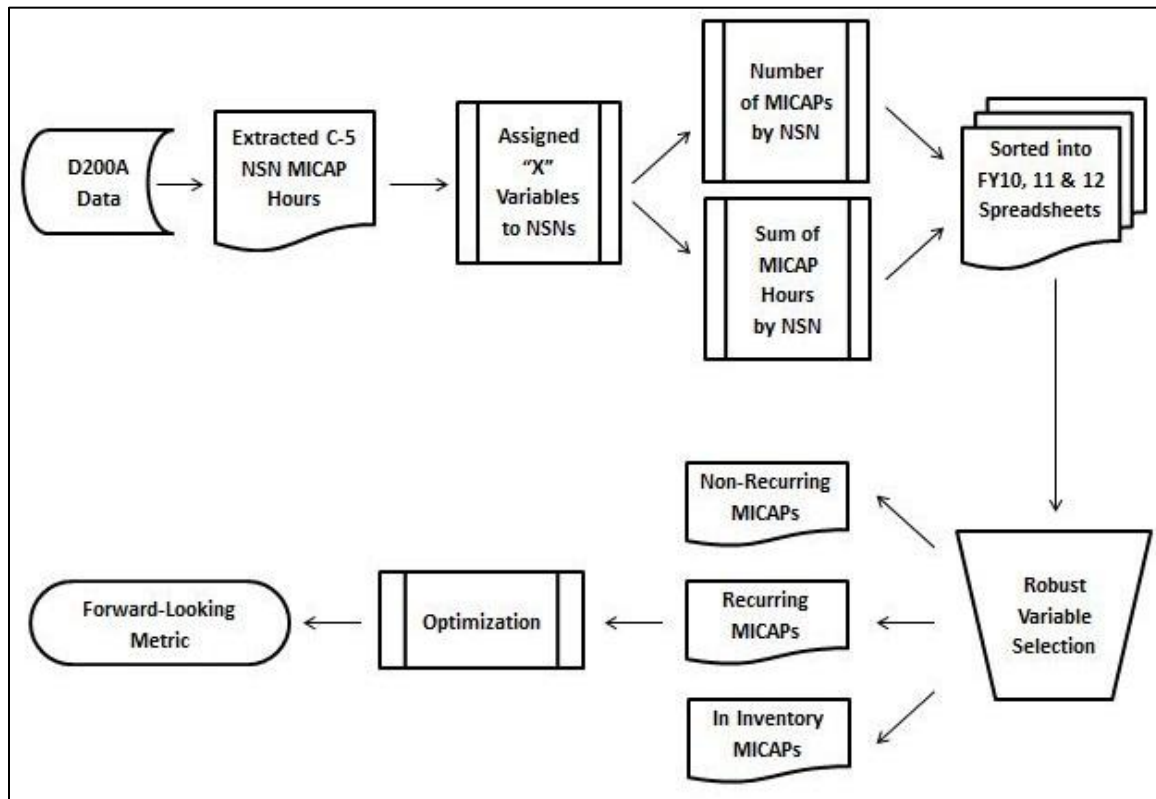 D200A
Data
Extracted C-5
NSN MICAP
Hours
Assigned
“X”
Variables
to NSNs
Number
of MICAPs
by NSN
Sum of
MICAP
Hours
by NSN
Sorted into
FY10, 11 & 12
Spreadsheets
Robust
Variable
Selection
Non-Recurring
MICAPs
Recurring
MICAPs
In Inventory
MICAPs
Optimization
Forward-Looking
Metric